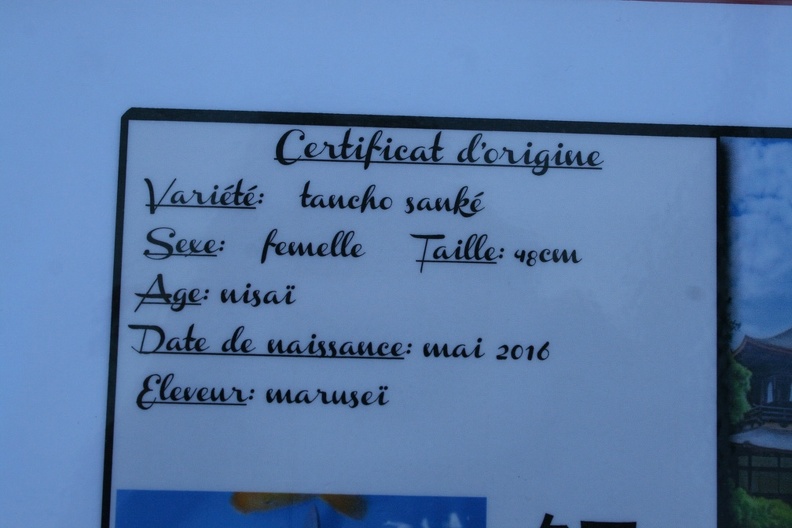 Certificat d'origine
Variété: tancho sanké
Sexe: femelle Taille: 48cm
Age: nisaï
Date de naissance: mai 2016
Eleveur: maruseï